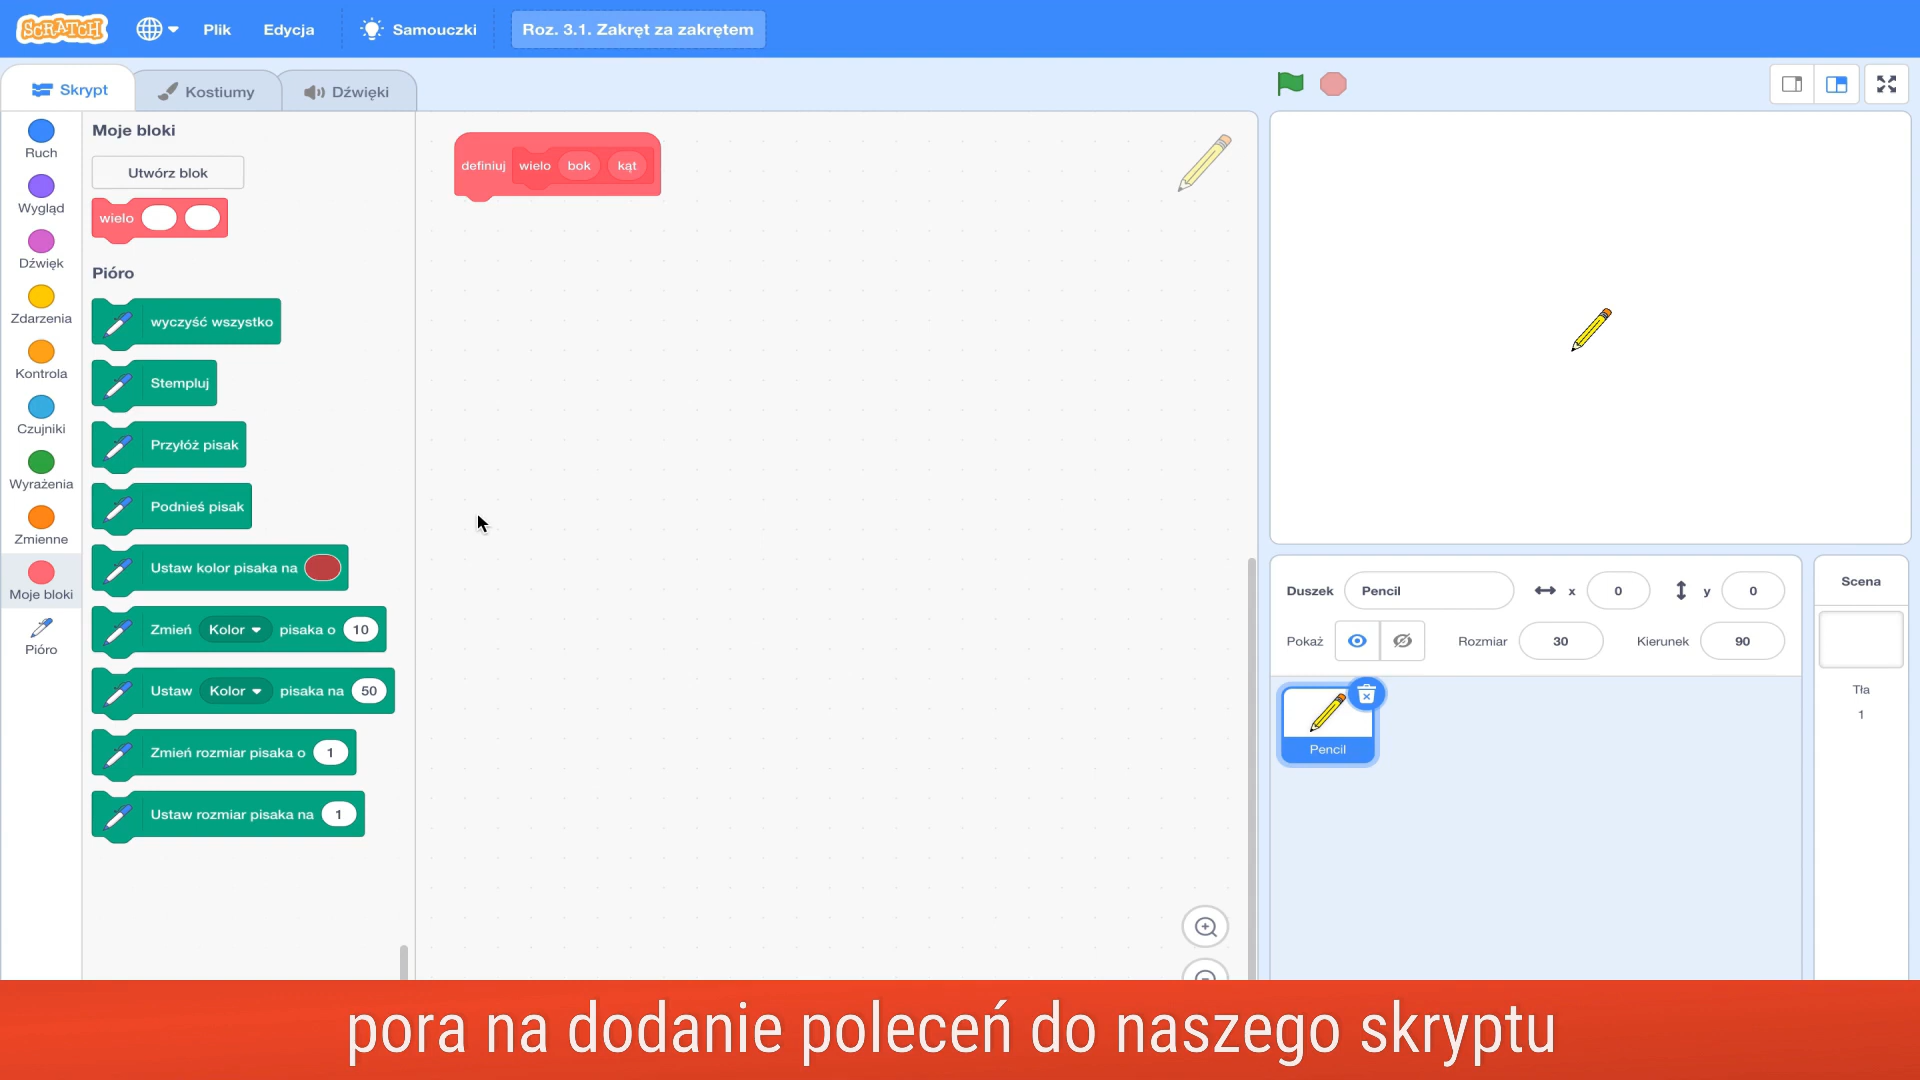 SCRATCH
Plik
Edycja
Samouczki
Roz. 3.1. Zakręt za zakrętem
Skrypt
Kostiumy
Dźwięki
Ruch
Wygląd
Dźwięk
Zdarzenia
Kontrola
Czujniki
Wyrażenia
Zmienne
Moje bloki
Pióro
Moje bloki
Utwórz blok
wielo
Pióro
wyczyść wszystko
Stempluj
Przyłóż pisak
Podnieś pisak
Ustaw kolor pisaka na
Zmień Kolor pisaka o 10
Ustaw Kolor pisaka na 50
Zmień rozmiar pisaka o 1
Ustaw rozmiar pisaka na 1
definiuj wielo bok kąt
Duszek Pencil x 0 y 0
Pokaż Rozmiar 30 Kierunek 90
Pencil
Scena
Tła
1
pora na dodanie poleceń do naszego skryptu